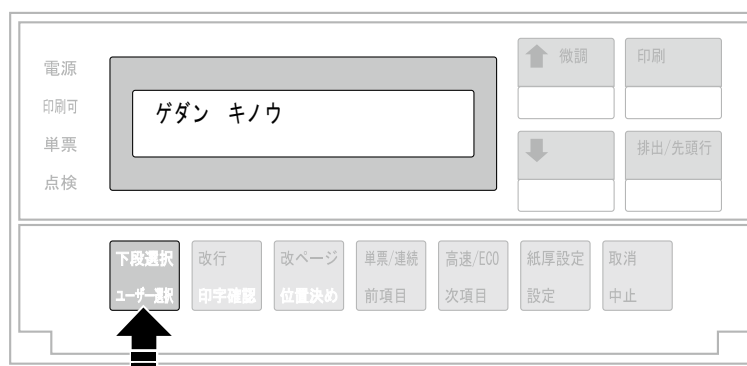 電源
印刷可
単票
点検
ゲダン キノウ
微調
印刷
排出/先頭行
下段選択
ユーザー選択
改行
印字確認
改ページ
位置決め
単票/連続
前項目
高速/ECO
次項目
紙厚設定
設定
取消
中止